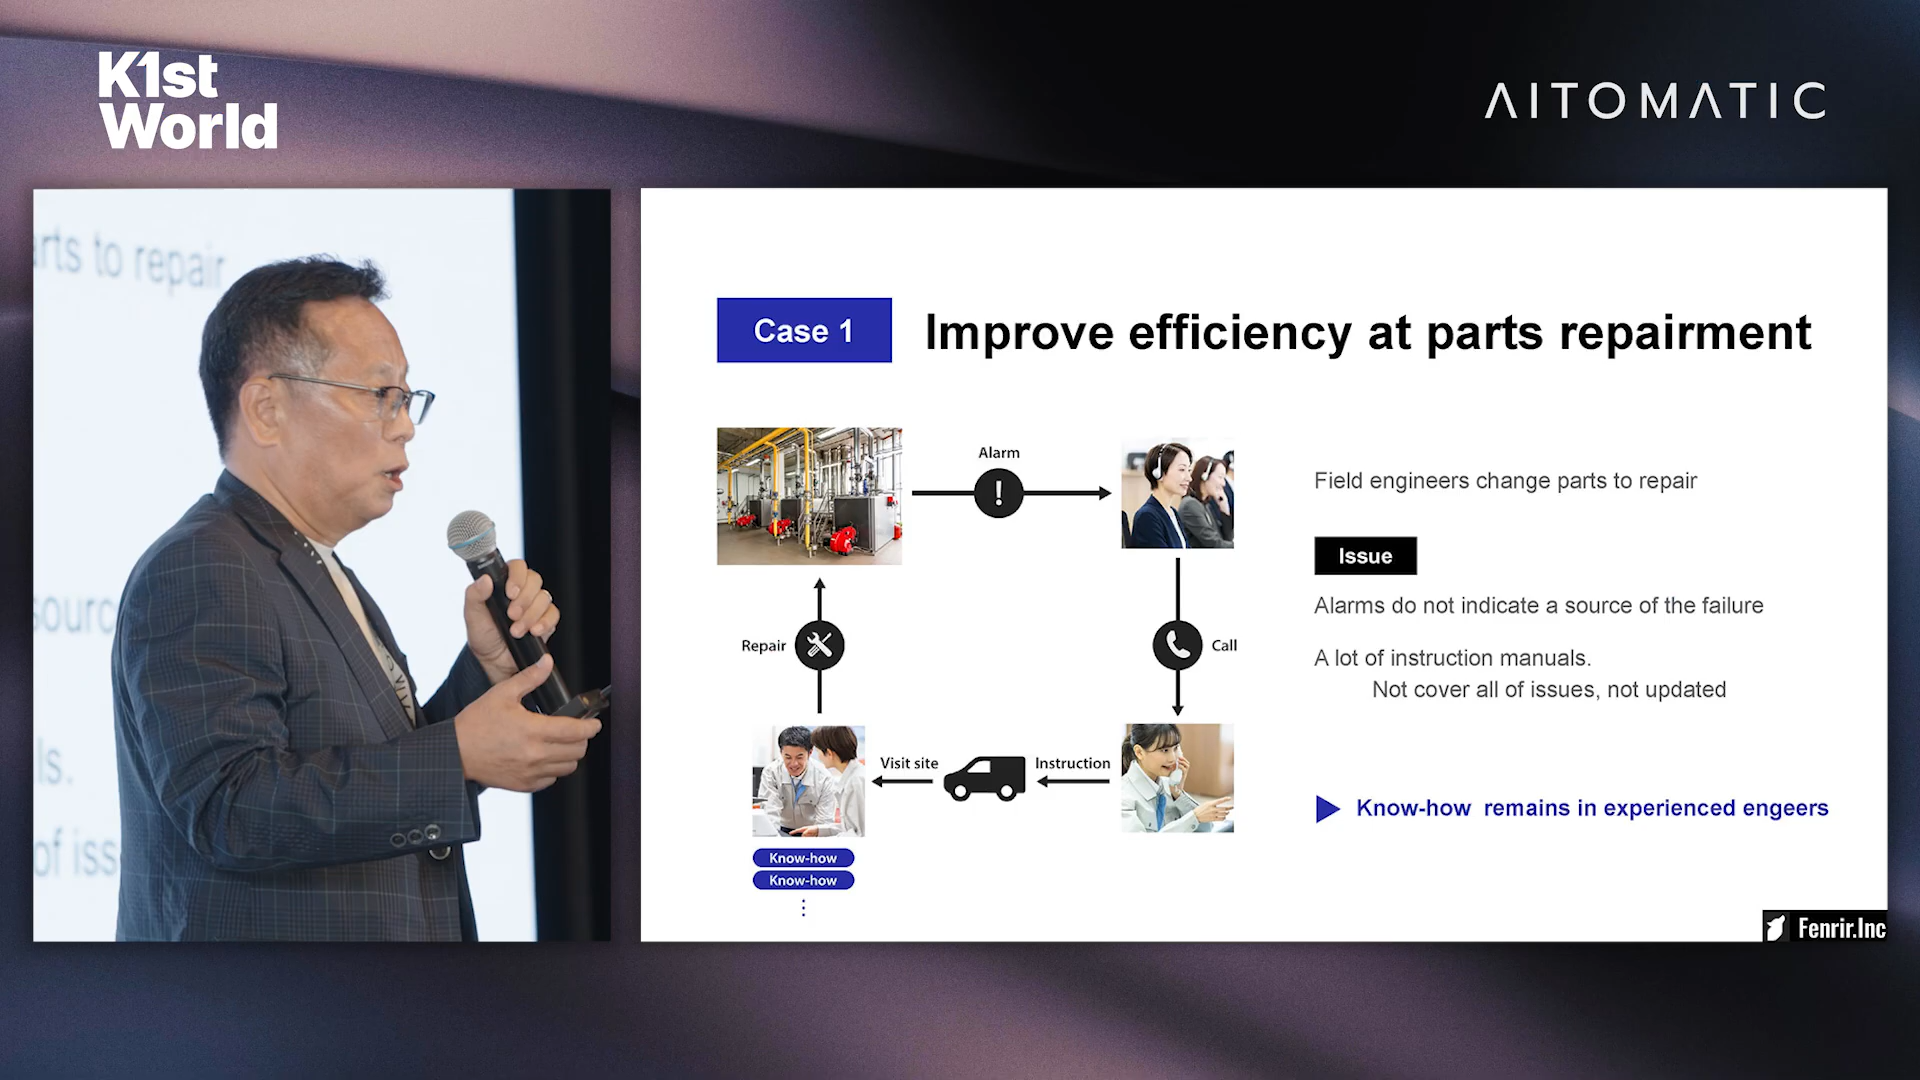 K1st
World
AITOMATIC
arts to repair
sourc
ls.
of iss
Case 1
Improve efficiency at parts repairment
Alarm
!
Field engineers change parts to repair
Issue
Alarms do not indicate a source of the failure
Repair
Call
A lot of instruction manuals.
Not cover all of issues, not updated
Visit site
Instruction
Know-how remains in experienced engeers
Know-how
Know-how
Fenrir.Inc